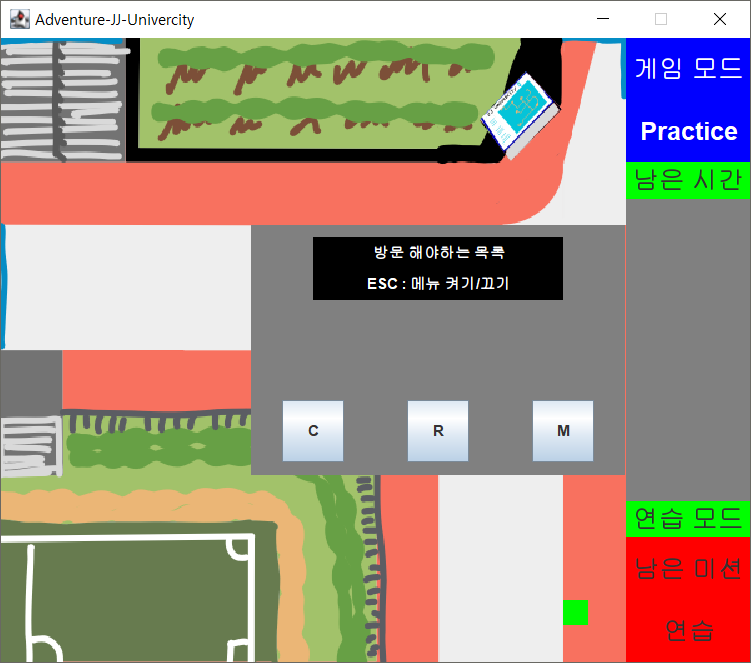 Adventure-JJ-Univercity
게임 모드
Practice
남은 시간
방문 해야하는 목록
ESC : 메뉴 켜기/끄기
C
R
M
연습 모드
남은 미션
연습